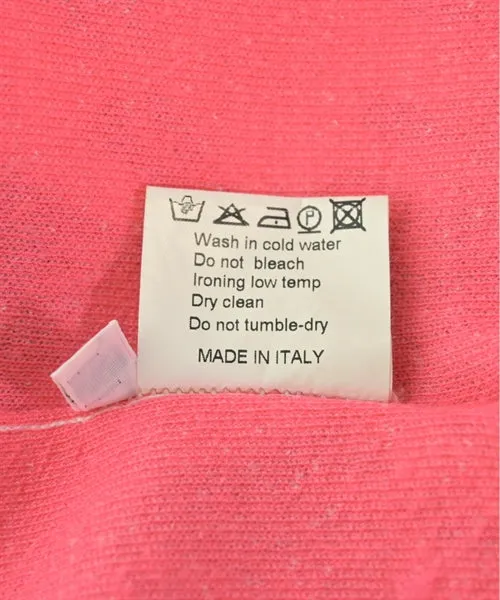 P
Wash in cold water
Do not bleach
Ironing low temp
Dry clean
Do not tumble-dry
MADE IN ITALY